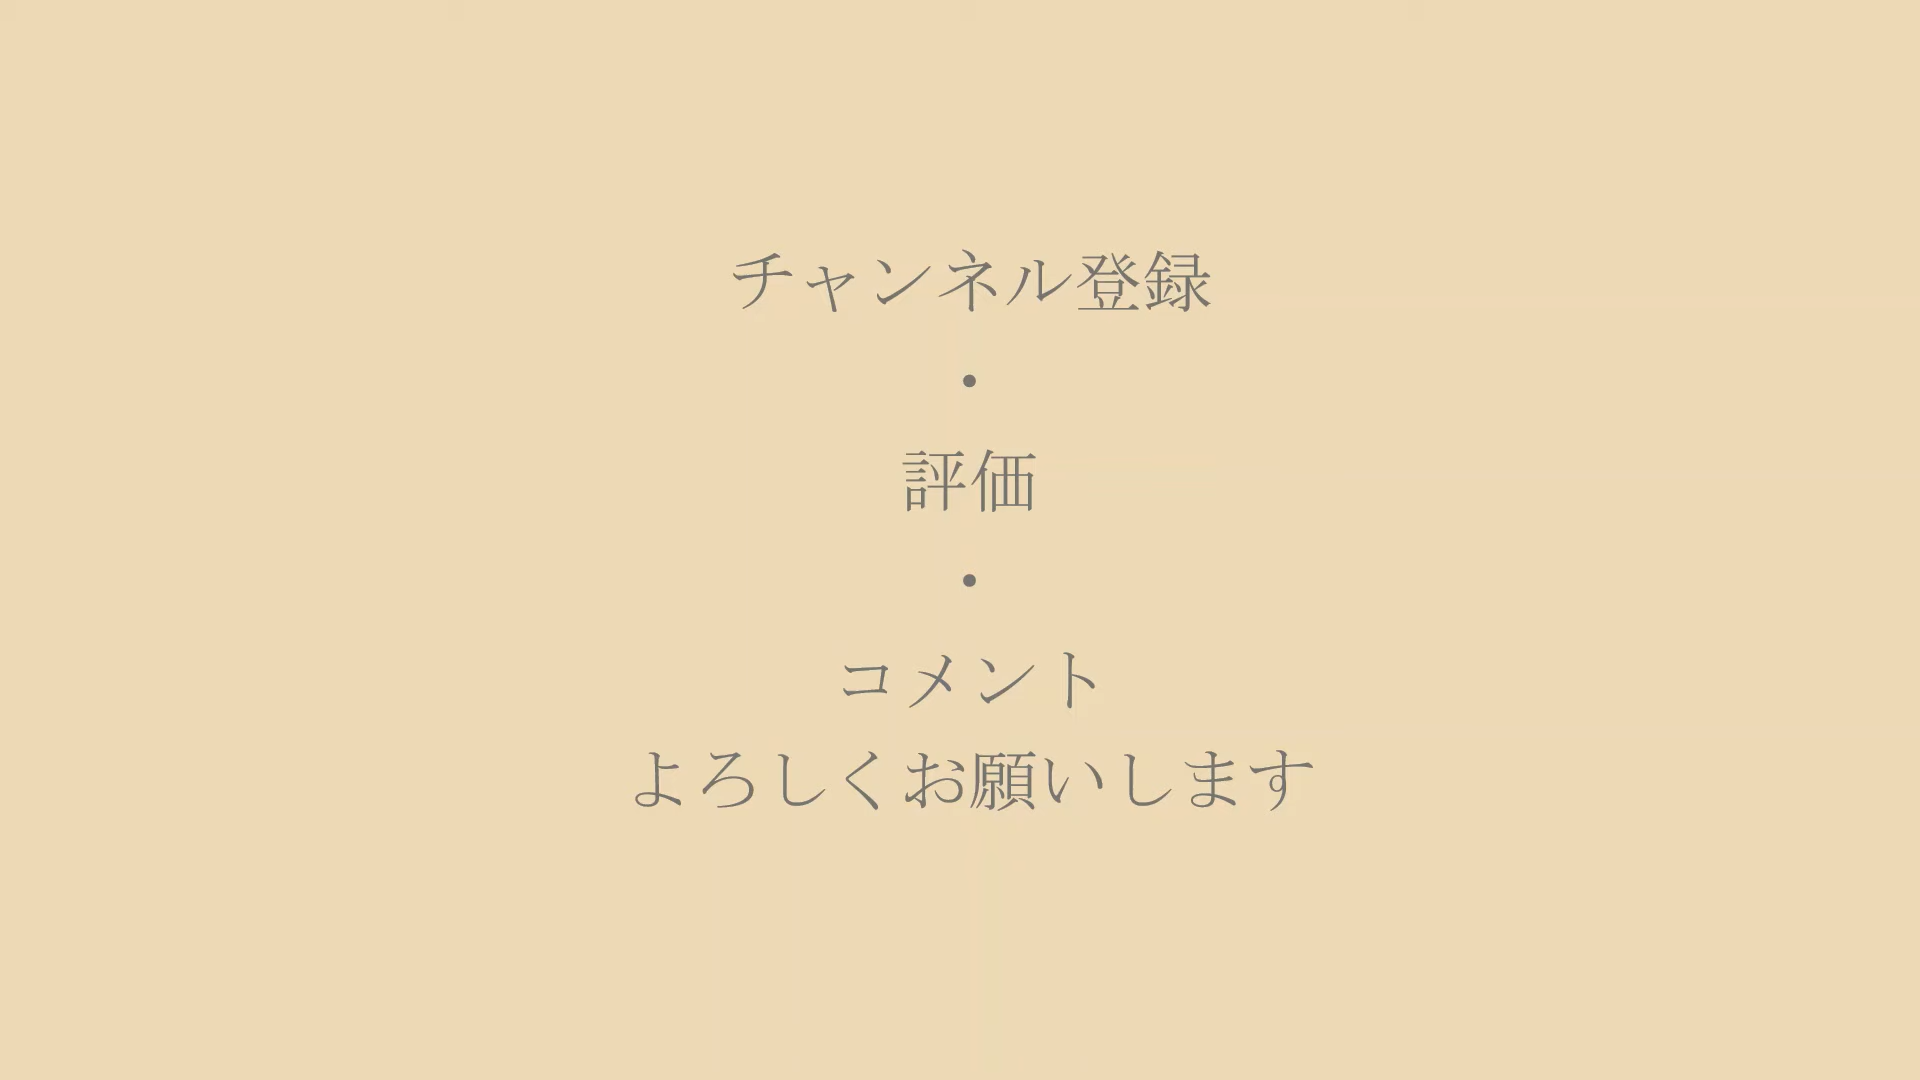 チャンネル登録
・
評価
・
コメント
よろしくお願いします